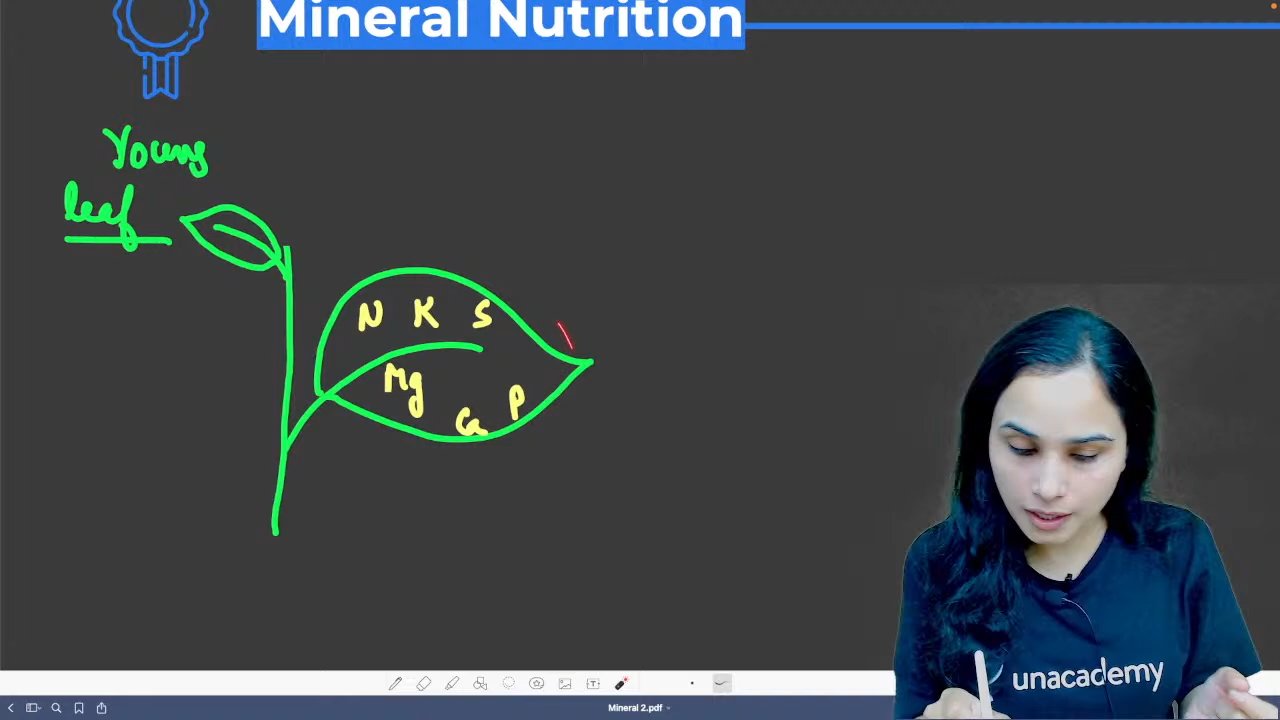 Mineral Nutrition
Young
leaf
N K S
Mg
Ca P
unacademy
Mineral 2.pdf